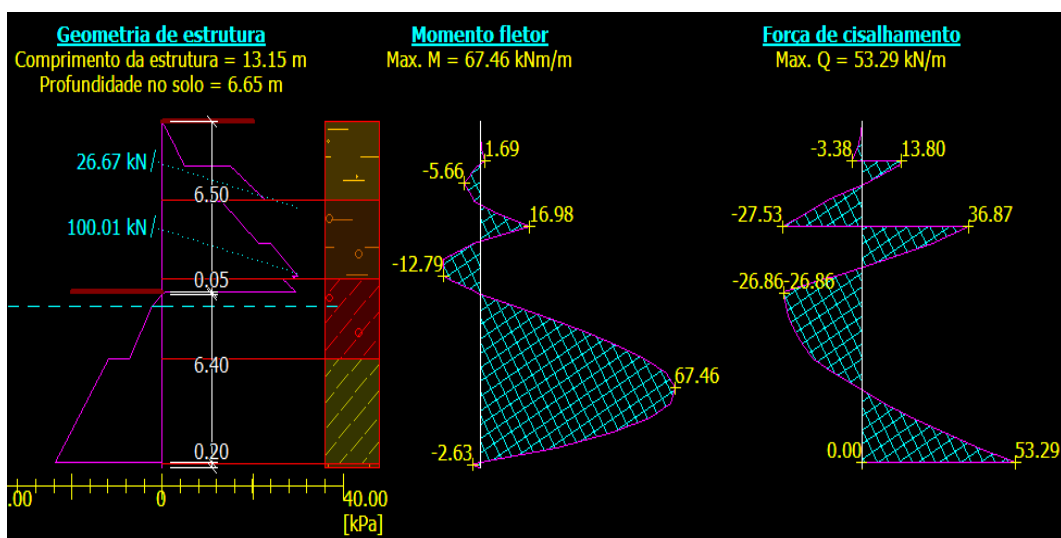 Geometria de estrutura
Comprimento da estrutura = 13.15 m
Profundidade no solo = 6.65 m
26.67 kN
6.50
100.01 kN
0.05
6.40
0.20
.00
0
40.00
[kPa]
Momento fletor
Max. M = 67.46 kNm/m
1.69
-5.66
16.98
-12.79
67.46
-2.63
Força de cisalhamento
Max. Q = 53.29 kN/m
-3.38
13.80
-27.53
36.87
-26.86
-26.86
0.00
53.29